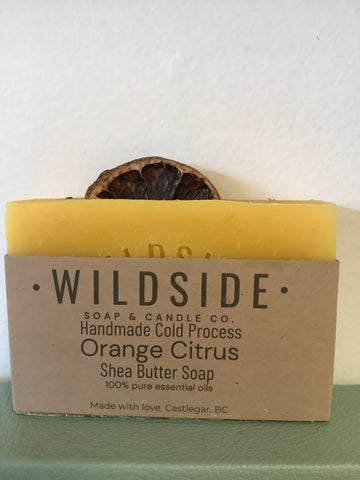 WILDSIDE
· WILDSIDE ·
SOAP & CANDLE CO.
Handmade Cold Process
Orange Citrus
Shea Butter Soap
100% pure essential oils
Made with love. Castlegar, BC